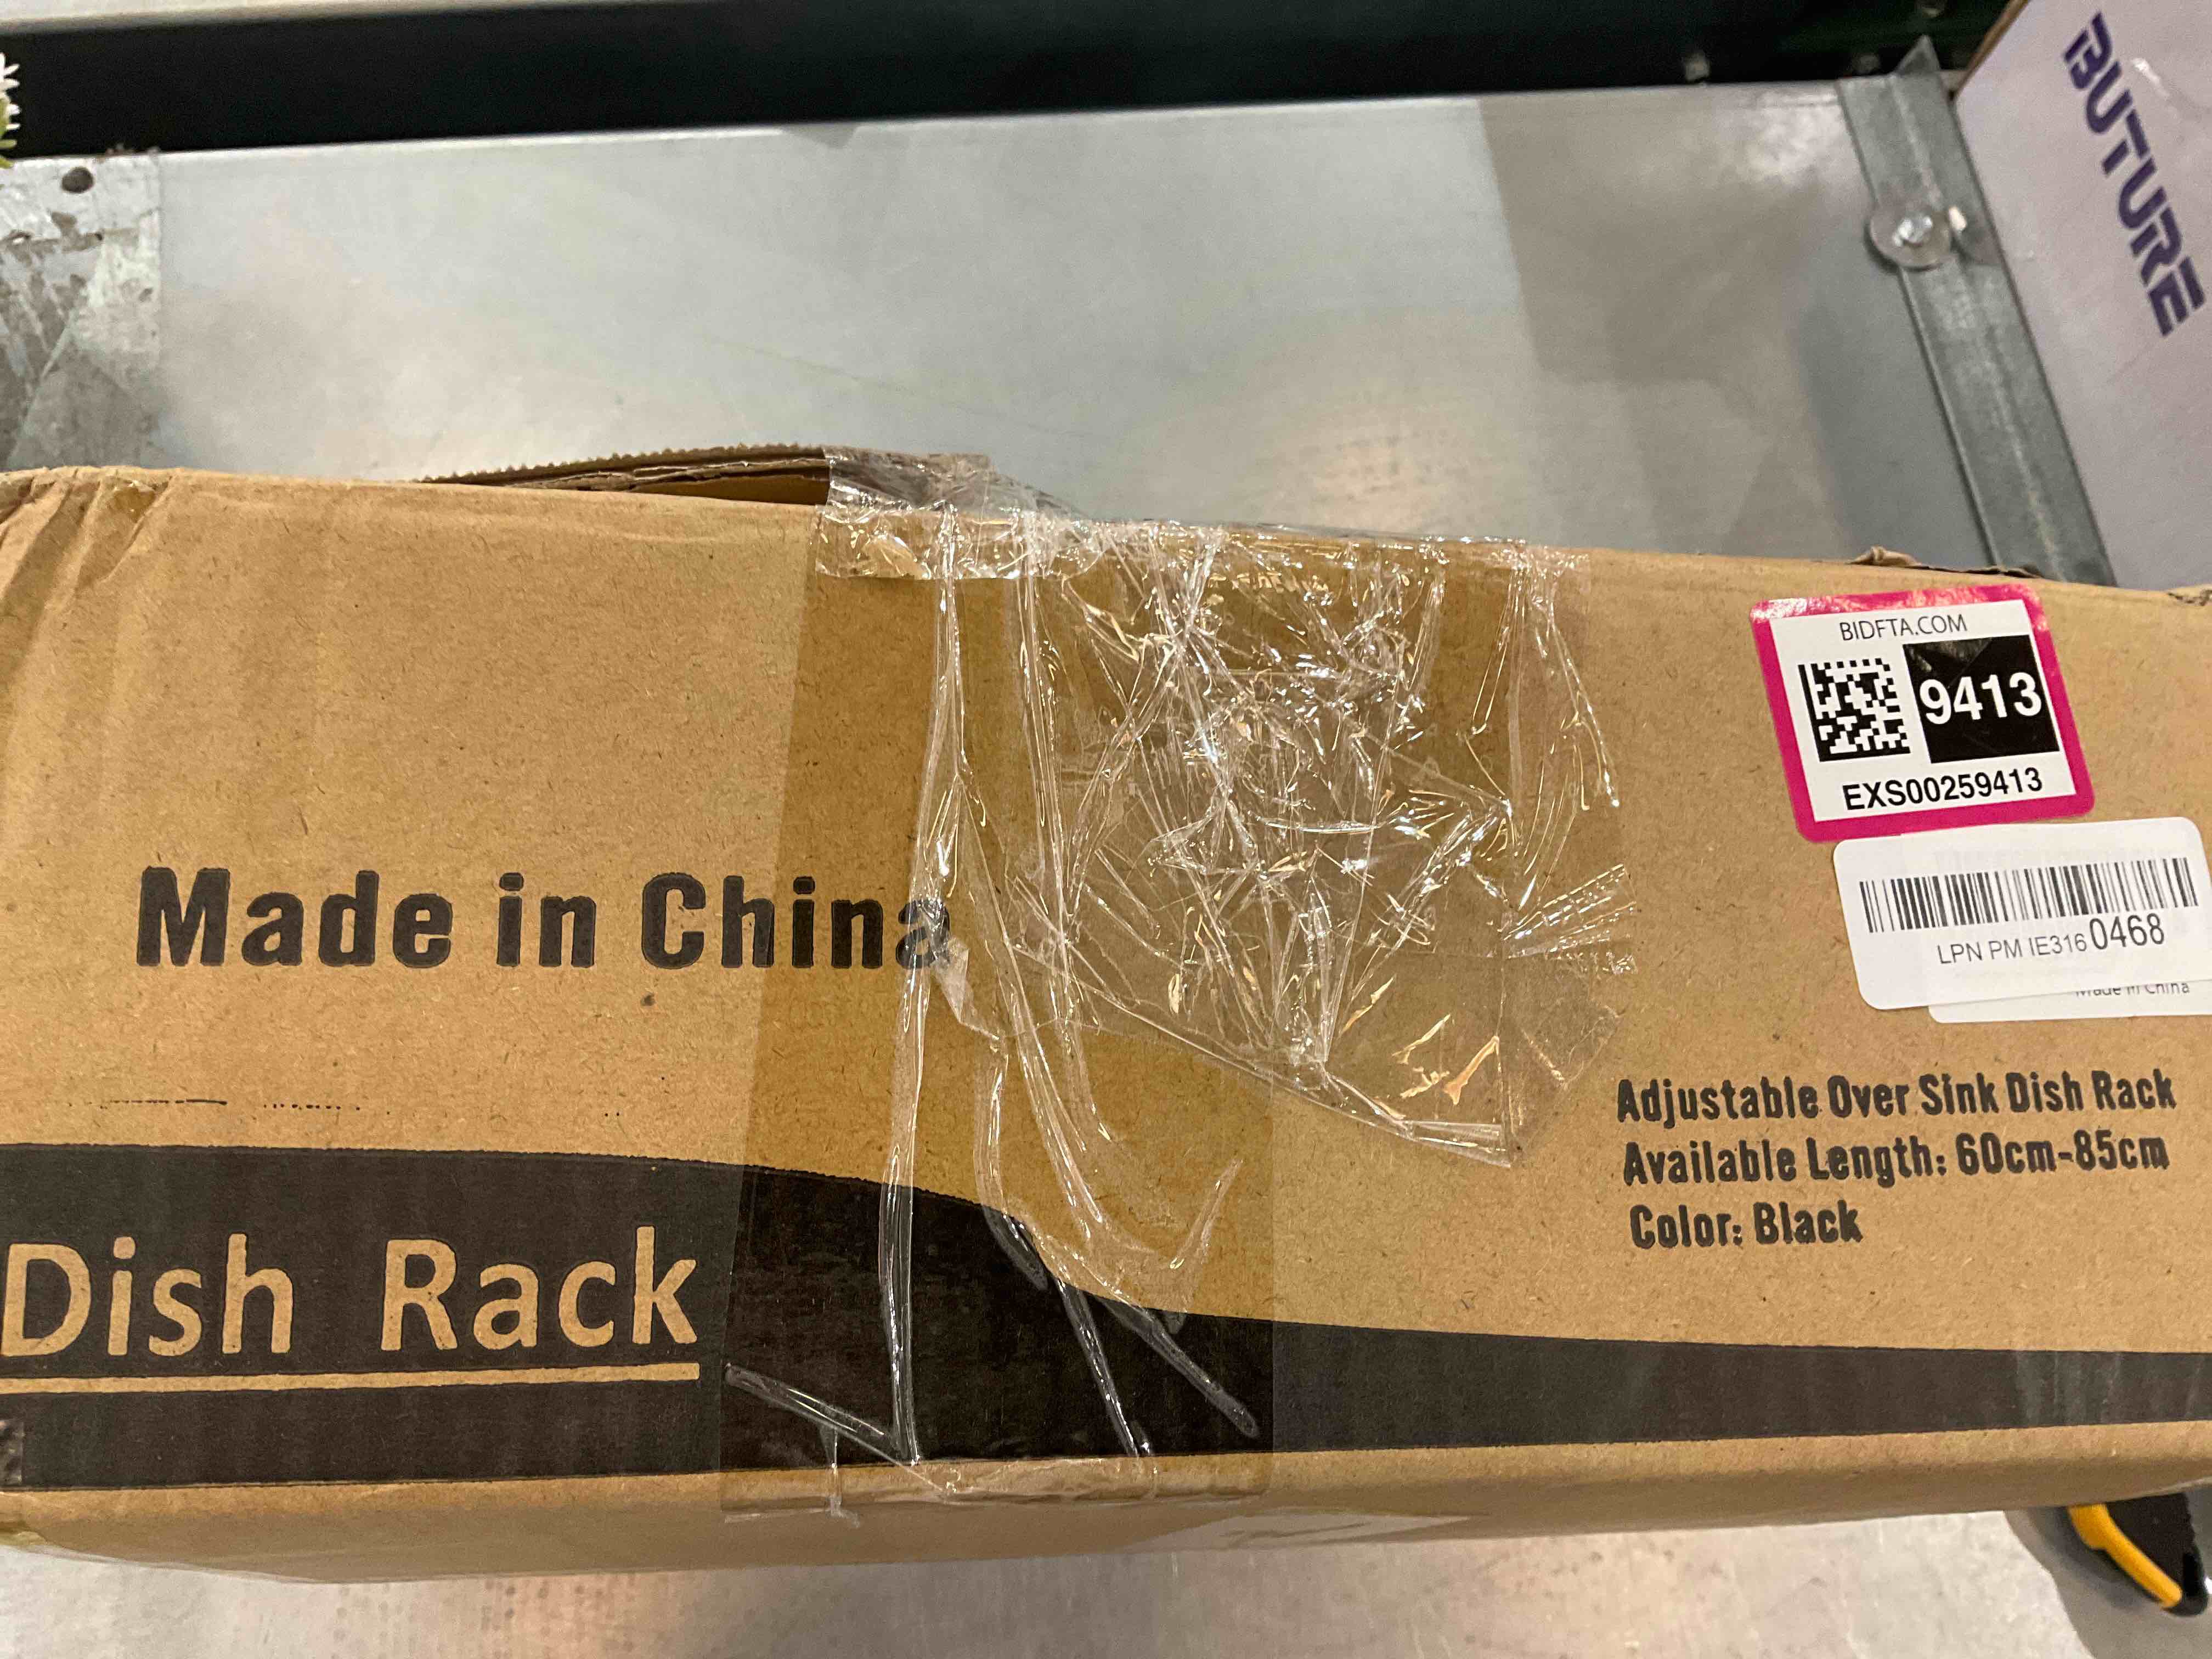 BUTURE
BIDFTA.COM
9413
EXS00259413
LPN PM IE316 0468
Made in China
Made in China
Adjustable Over Sink Dish Rack
Available Length: 60cm-85cm
Color: Black
Dish Rack